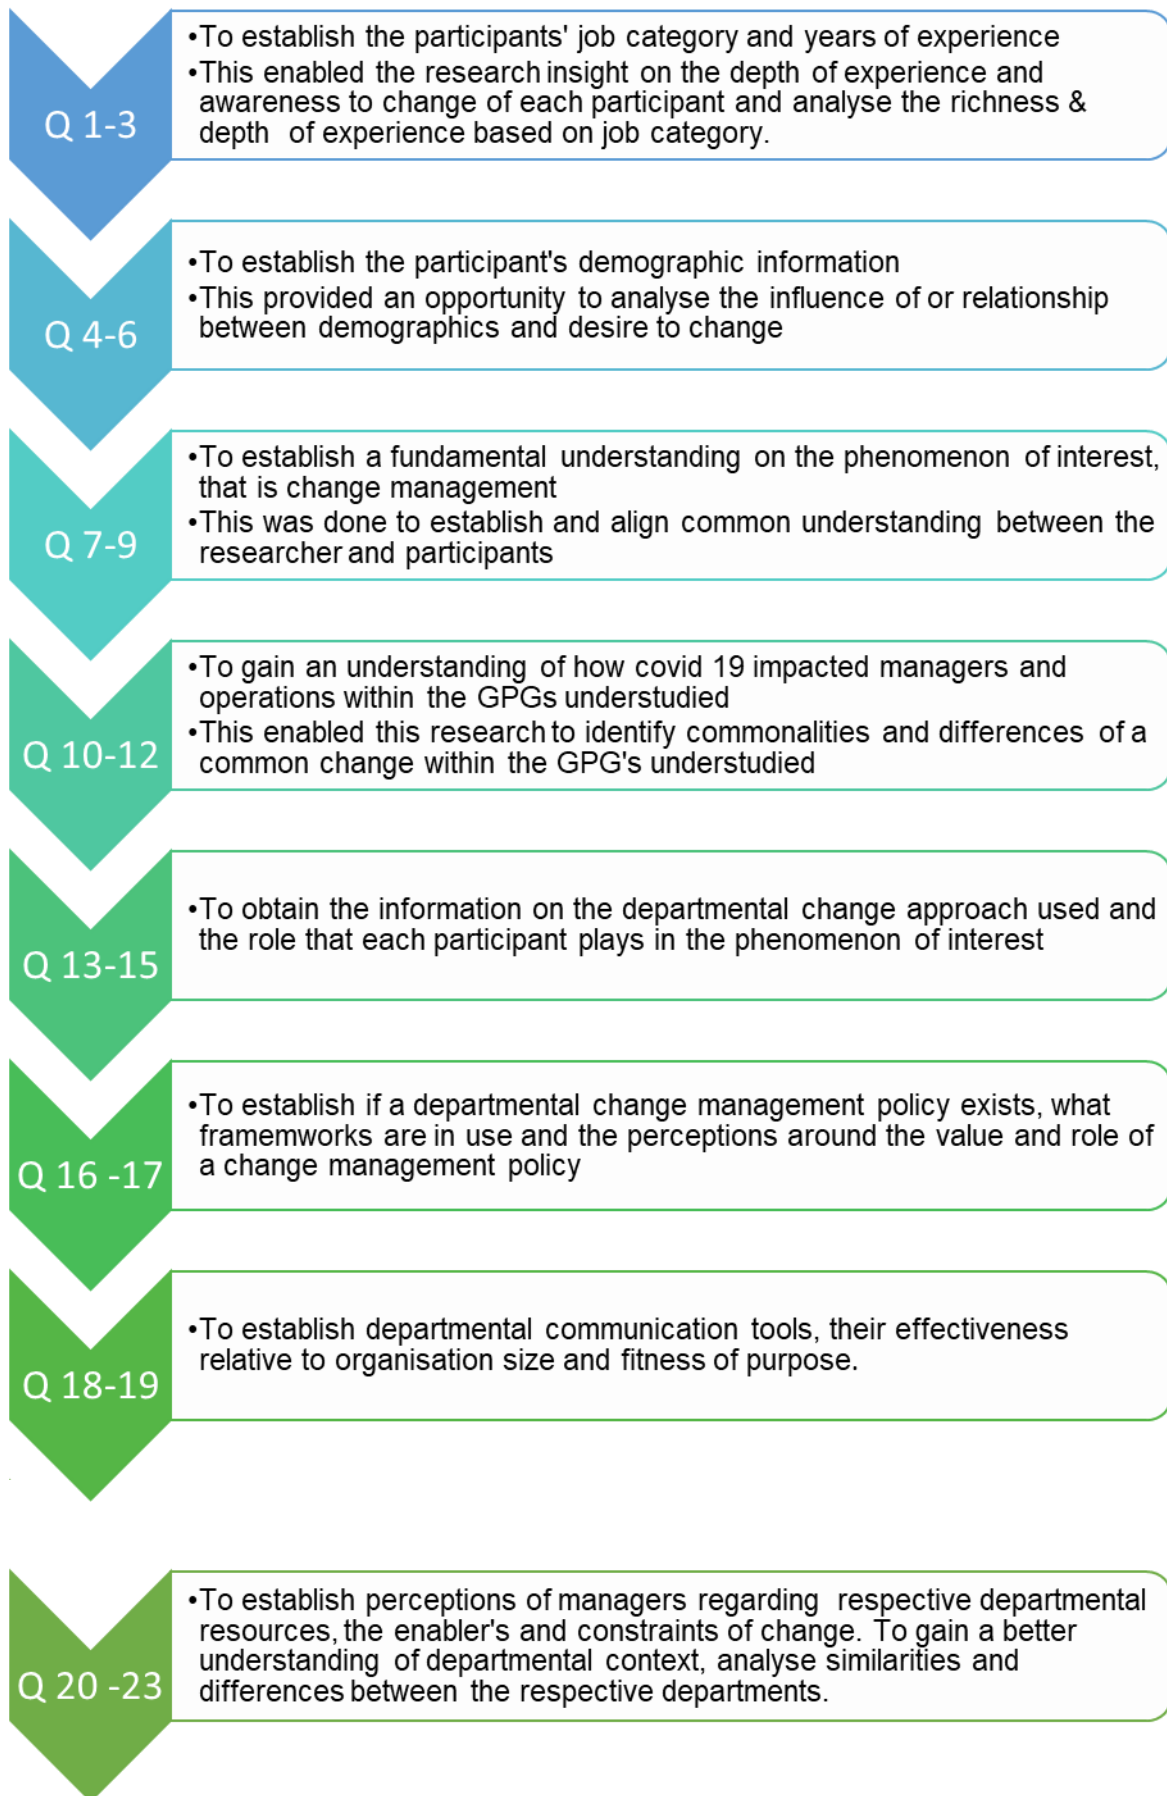 Q 1-3
•To establish the participants' job category and years of experience
•This enabled the research insight on the depth of experience and
awareness to change of each participant and analyse the richness &
depth of experience based on job category.
Q 4-6
•To establish the participant's demographic information
•This provided an opportunity to analyse the influence of or relationship
between demographics and desire to change
Q 7-9
•To establish a fundamental understanding on the phenomenon of interest,
that is change management
•This was done to establish and align common understanding between the
researcher and participants
Q 10-12
•To gain an understanding of how covid 19 impacted managers and
operations within the GPGs understudied
•This enabled this research to identify commonalities and differences of a
common change within the GPG's understudied
Q 13-15
•To obtain the information on the departmental change approach used and
the role that each participant plays in the phenomenon of interest
Q 16 -17
•To establish if a departmental change management policy exists, what
framemworks are in use and the perceptions around the value and role of
a change management policy
Q 18-19
•To establish departmental communication tools, their effectiveness
relative to organisation size and fitness of purpose.
Q 20 -23
•To establish perceptions of managers regarding respective departmental
resources, the enabler's and constraints of change. To gain a better
understanding of departmental context, analyse similarities and
differences between the respective departments.